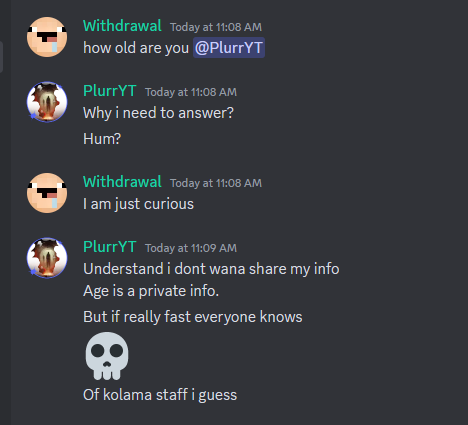 Withdrawal Today at 11:08 AM
how old are you @PlurrYT
PlurrYT Today at 11:08 AM
Why i need to answer?
Hum?
Withdrawal Today at 11:08 AM
I am just curious
PlurrYT Today at 11:09 AM
Understand i dont wana share my info
Age is a private info.
But if really fast everyone knows
Of kolama staff i guess